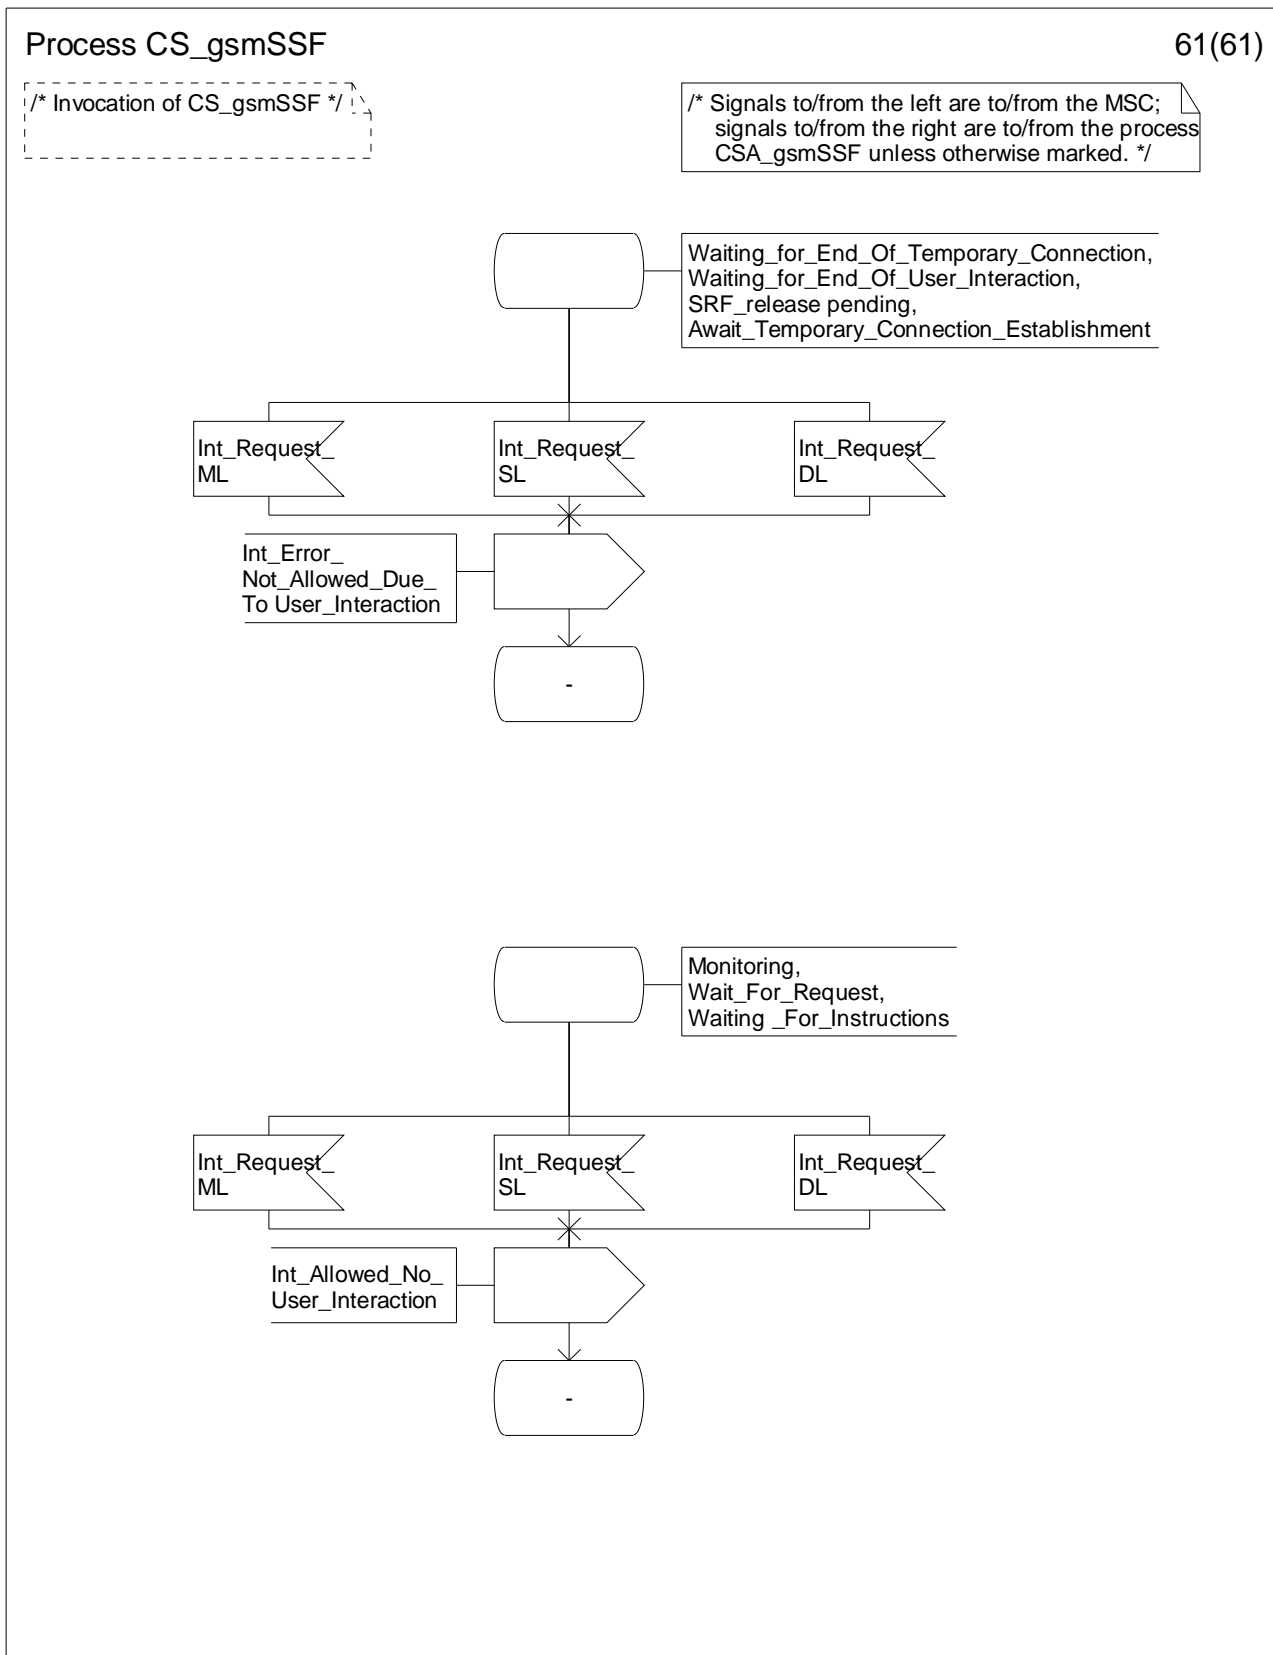 Process CS_gsmSSF
61(61)
/* Invocation of CS_gsmSSF */
/* Signals to/from the left are to/from the MSC;
signals to/from the right are to/from the process
CSA_gsmSSF unless otherwise marked. */
Waiting_for_End_Of_Temporary_Connection,
Waiting_for_End_Of_User_Interaction,
SRF_release pending,
Await_Temporary_Connection_Establishment
Int_Request_
ML
Int_Request_
SL
Int_Request_
DL
Int_Error_
Not_Allowed_Due_
To User_Interaction
-
Monitoring,
Wait_For_Request,
Waiting _For_Instructions
Int_Request_
ML
Int_Request_
SL
Int_Request_
DL
Int_Allowed_No_
User_Interaction
-